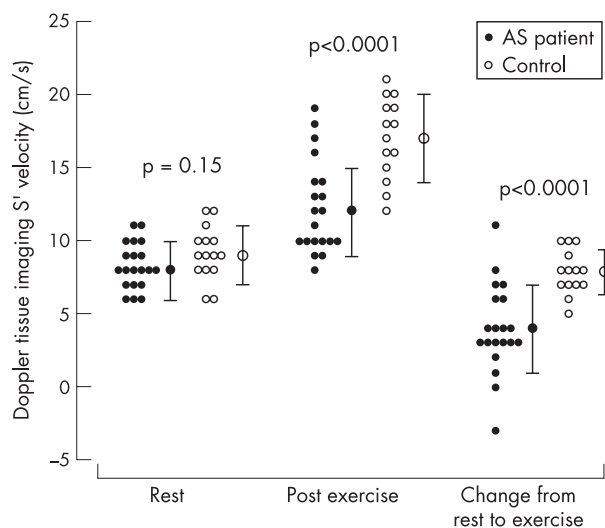 Doppler tissue imaging S' velocity (cm/s)
25
20
15
10
5
0
–5
p = 0.15
p<0.0001
p<0.0001
AS patient
Control
Rest
Post exercise
Change from
rest to exercise